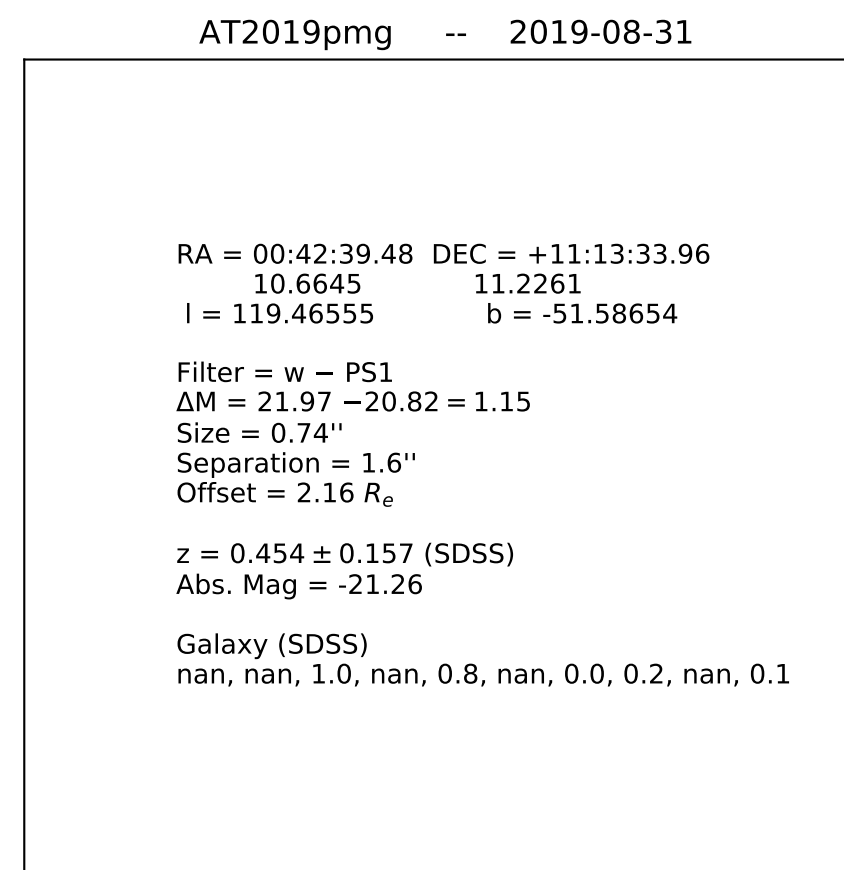 AT2019pmg -- 2019-08-31
RA = 00:42:39.48 DEC = +11:13:33.96
10.6645 11.2261
l = 119.46555 b = -51.58654
Filter = w − PS1
ΔM = 21.97 −20.82 = 1.15
Size = 0.74''
Separation = 1.6''
Offset = 2.16 Rₑ
z = 0.454 ± 0.157 (SDSS)
Abs. Mag = -21.26
Galaxy (SDSS)
nan, nan, 1.0, nan, 0.8, nan, 0.0, 0.2, nan, 0.1